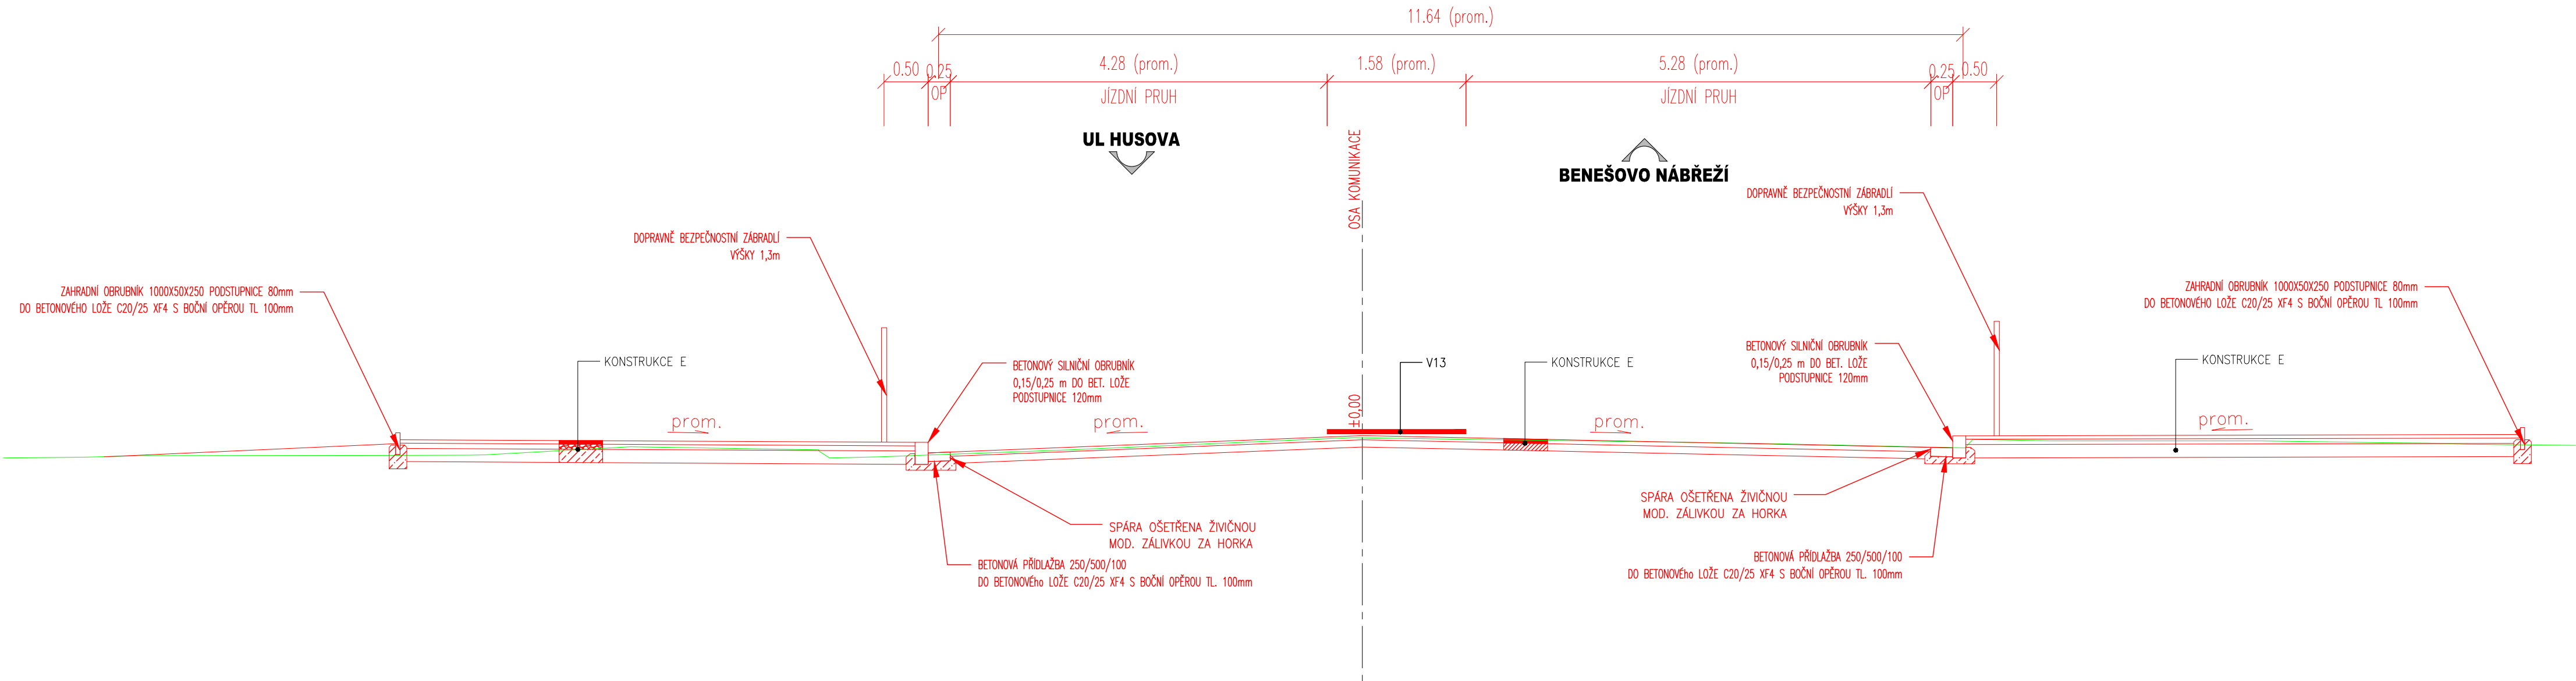 11.64 (prom.)
0.50 0.25 4.28 (prom.) 1.58 (prom.) 5.28 (prom.) 0.25 0.50
OP JÍZDNÍ PRUH JÍZDNÍ PRUH OP
UL HUSOVA
BENEŠOVO NÁBŘEŽÍ
OSA KOMUNIKACE
±0,00
DOPRAVNĚ BEZPEČNOSTNÍ ZÁBRADLÍ
VÝŠKY 1,3m
DOPRAVNĚ BEZPEČNOSTNÍ ZÁBRADLÍ
VÝŠKY 1,3m
ZAHRADNÍ OBRUBNÍK 1000X50X250 PODSTUPNICE 80mm
DO BETONOVÉHO LOŽE C20/25 XF4 S BOČNÍ OPĚROU TL 100mm
ZAHRADNÍ OBRUBNÍK 1000X50X250 PODSTUPNICE 80mm
DO BETONOVÉHO LOŽE C20/25 XF4 S BOČNÍ OPĚROU TL 100mm
KONSTRUKCE E
BETONOVÝ SILNIČNÍ OBRUBNÍK
0,15/0,25 m DO BET. LOŽE
PODSTUPNICE 120mm
V13
KONSTRUKCE E
BETONOVÝ SILNIČNÍ OBRUBNÍK
0,15/0,25 m DO BET. LOŽE
PODSTUPNICE 120mm
KONSTRUKCE E
prom.
prom.
prom.
prom.
SPÁRA OŠETŘENA ŽIVIČNOU
MOD. ZÁLIVKOU ZA HORKA
BETONOVÁ PŘÍDLAŽBA 250/500/100
DO BETONOVÉho LOŽE C20/25 XF4 S BOČNÍ OPĚROU TL. 100mm
SPÁRA OŠETŘENA ŽIVIČNOU
MOD. ZÁLIVKOU ZA HORKA
BETONOVÁ PŘÍDLAŽBA 250/500/100
DO BETONOVÉho LOŽE C20/25 XF4 S BOČNÍ OPĚROU TL. 100mm